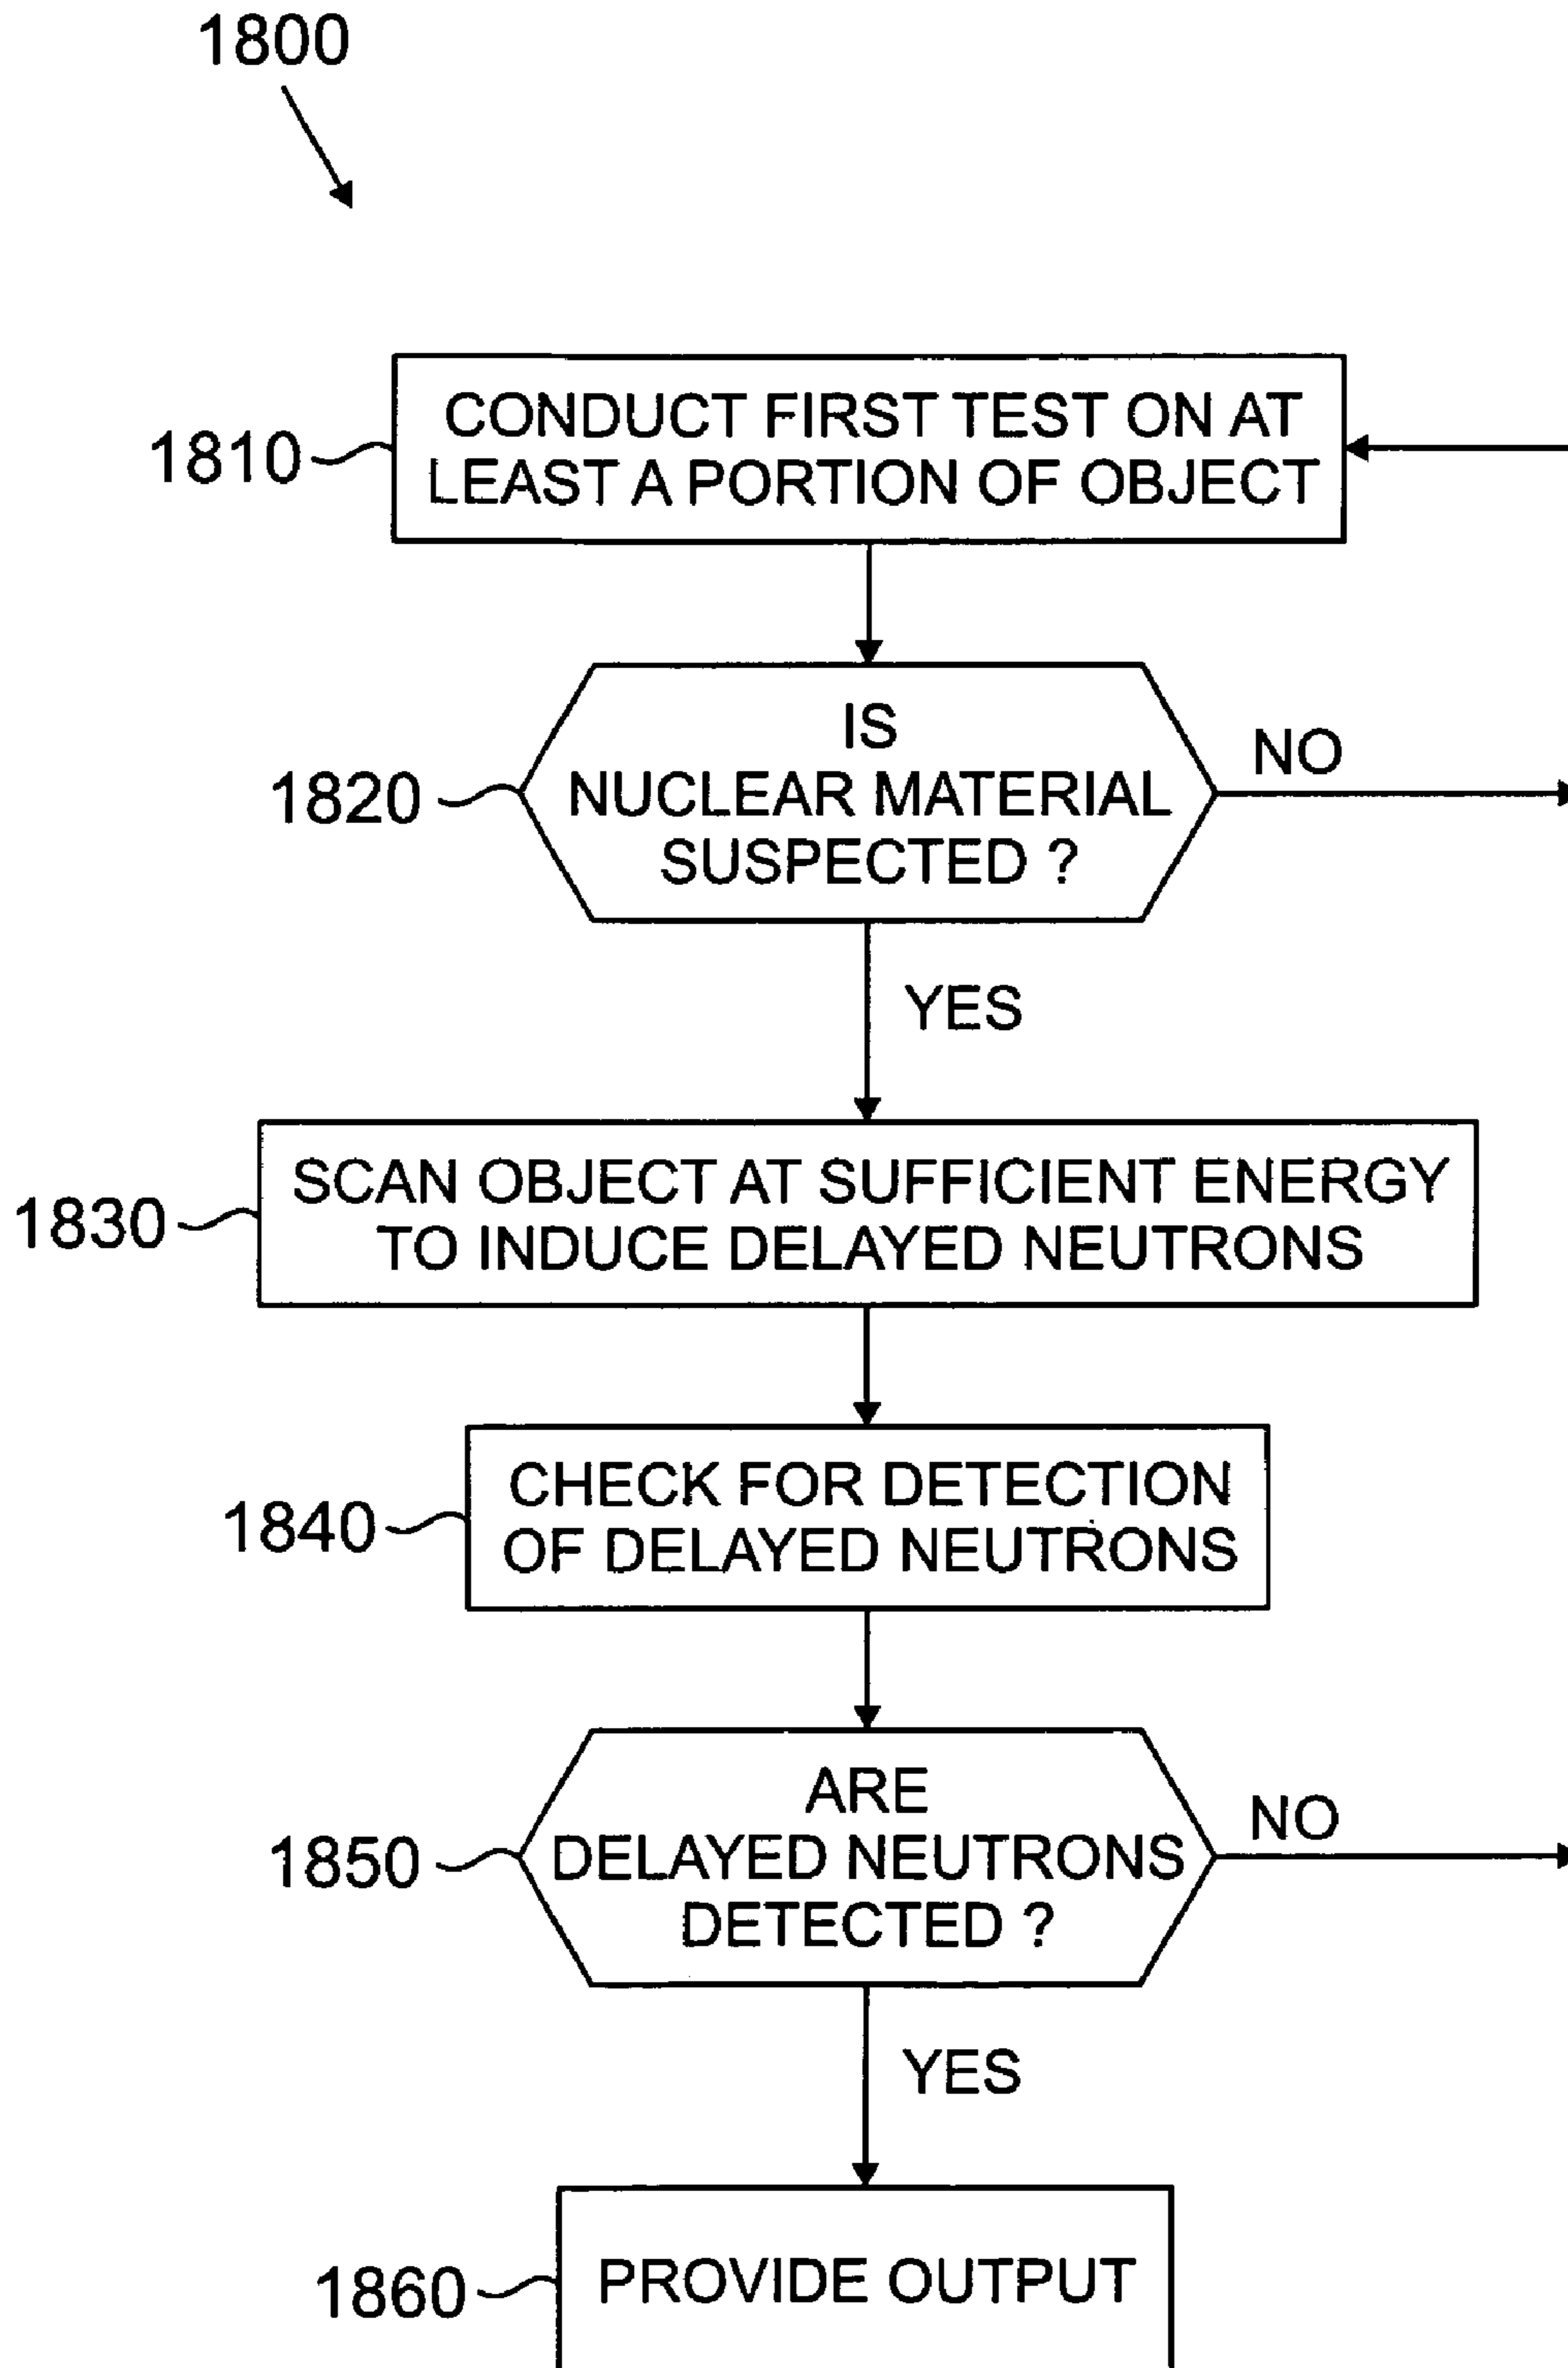 1800
1810
CONDUCT FIRST TEST ON AT
LEAST A PORTION OF OBJECT
1820
IS
NUCLEAR MATERIAL
SUSPECTED ?
NO
YES
1830
SCAN OBJECT AT SUFFICIENT ENERGY
TO INDUCE DELAYED NEUTRONS
1840
CHECK FOR DETECTION
OF DELAYED NEUTRONS
1850
ARE
DELAYED NEUTRONS
DETECTED ?
NO
YES
1860
PROVIDE OUTPUT